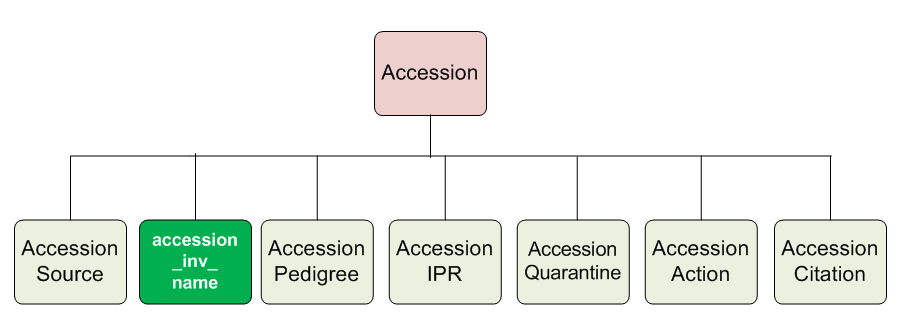 Accession
Accession
Source
accession
_inv_
name
Accession
Pedigree
Accession
IPR
Accession
Quarantine
Accession
Action
Accession
Citation